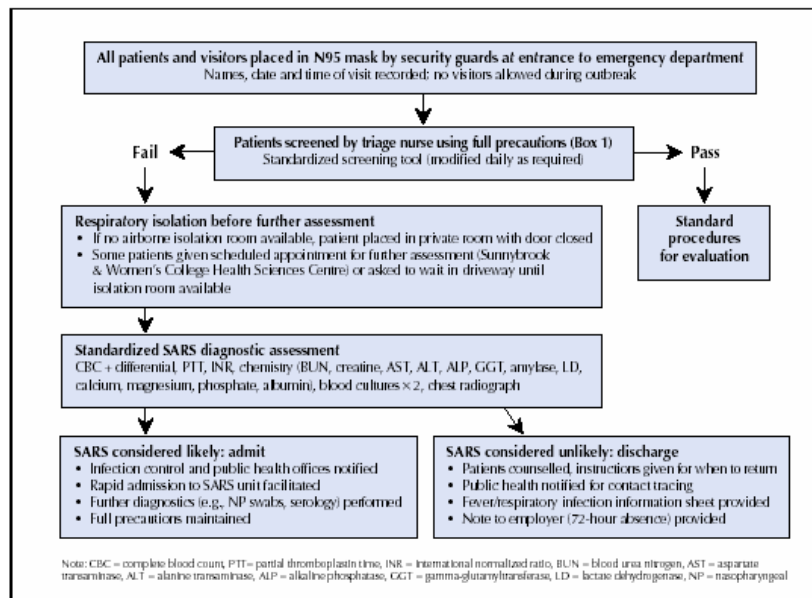 All patients and visitors placed in N95 mask by security guards at entrance to emergency department
Names, date and time of visit recorded; no visitors allowed during outbreak
Fail
Patients screened by triage nurse using full precautions (Box 1)
Standardized screening tool (modified daily as required)
Pass
Respiratory isolation before further assessment
• If no airborne isolation room available, patient placed in private room with door closed
• Some patients given scheduled appointment for further assessment (Sunnybrook
& Women's College Health Sciences Centre) or asked to wait in driveway until
isolation room available
Standard
procedures
for evaluation
Standardized SARS diagnostic assessment
CBC + differential, PTT, INR, chemistry (BUN, creatine, AST, ALT, ALP, GGT, amylase, LD,
calcium, magnesium, phosphate, albumin), blood cultures × 2, chest radiograph
SARS considered likely: admit
• Infection control and public health offices notified
• Rapid admission to SARS unit facilitated
• Further diagnostics (e.g., NP swabs, serology) performed
• Full precautions maintained
SARS considered unlikely: discharge
• Patients counselled, instructions given for when to return
• Public health notified for contact tracing
• Fever/respiratory infection information sheet provided
• Note to employer (72-hour absence) provided
Note: CBC = complete blood count, PTT = partial thromboplastin time, INR = international normalized ratio, BUN = blood urea nitrogen, AST = aspartate
transaminase, ALT = alanine transaminase, ALP = alkaline phosphatase, GGT = gamma-glutamyltransferase, LD = lactate dehydrogenase, NP = nasopharyngeal